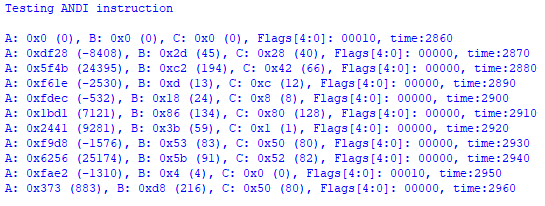 Testing ANDI instruction
A: 0x0 (0), B: 0x0 (0), C: 0x0 (0), Flags[4:0]: 00010, time:2860
A: 0xdf28 (-8408), B: 0x2d (45), C: 0x28 (40), Flags[4:0]: 00000, time:2870
A: 0x5f4b (24395), B: 0xc2 (194), C: 0x42 (66), Flags[4:0]: 00000, time:2880
A: 0xf61e (-2530), B: 0xd (13), C: 0xc (12), Flags[4:0]: 00000, time:2890
A: 0xfdec (-532), B: 0x18 (24), C: 0x8 (8), Flags[4:0]: 00000, time:2900
A: 0x1bd1 (7121), B: 0x86 (134), C: 0x80 (128), Flags[4:0]: 00000, time:2910
A: 0x2441 (9281), B: 0x3b (59), C: 0x1 (1), Flags[4:0]: 00000, time:2920
A: 0xf9d8 (-1576), B: 0x53 (83), C: 0x50 (80), Flags[4:0]: 00000, time:2930
A: 0x6256 (25174), B: 0x5b (91), C: 0x52 (82), Flags[4:0]: 00000, time:2940
A: 0xfae2 (-1310), B: 0x4 (4), C: 0x0 (0), Flags[4:0]: 00010, time:2950
A: 0x373 (883), B: 0xd8 (216), C: 0x50 (80), Flags[4:0]: 00000, time:2960